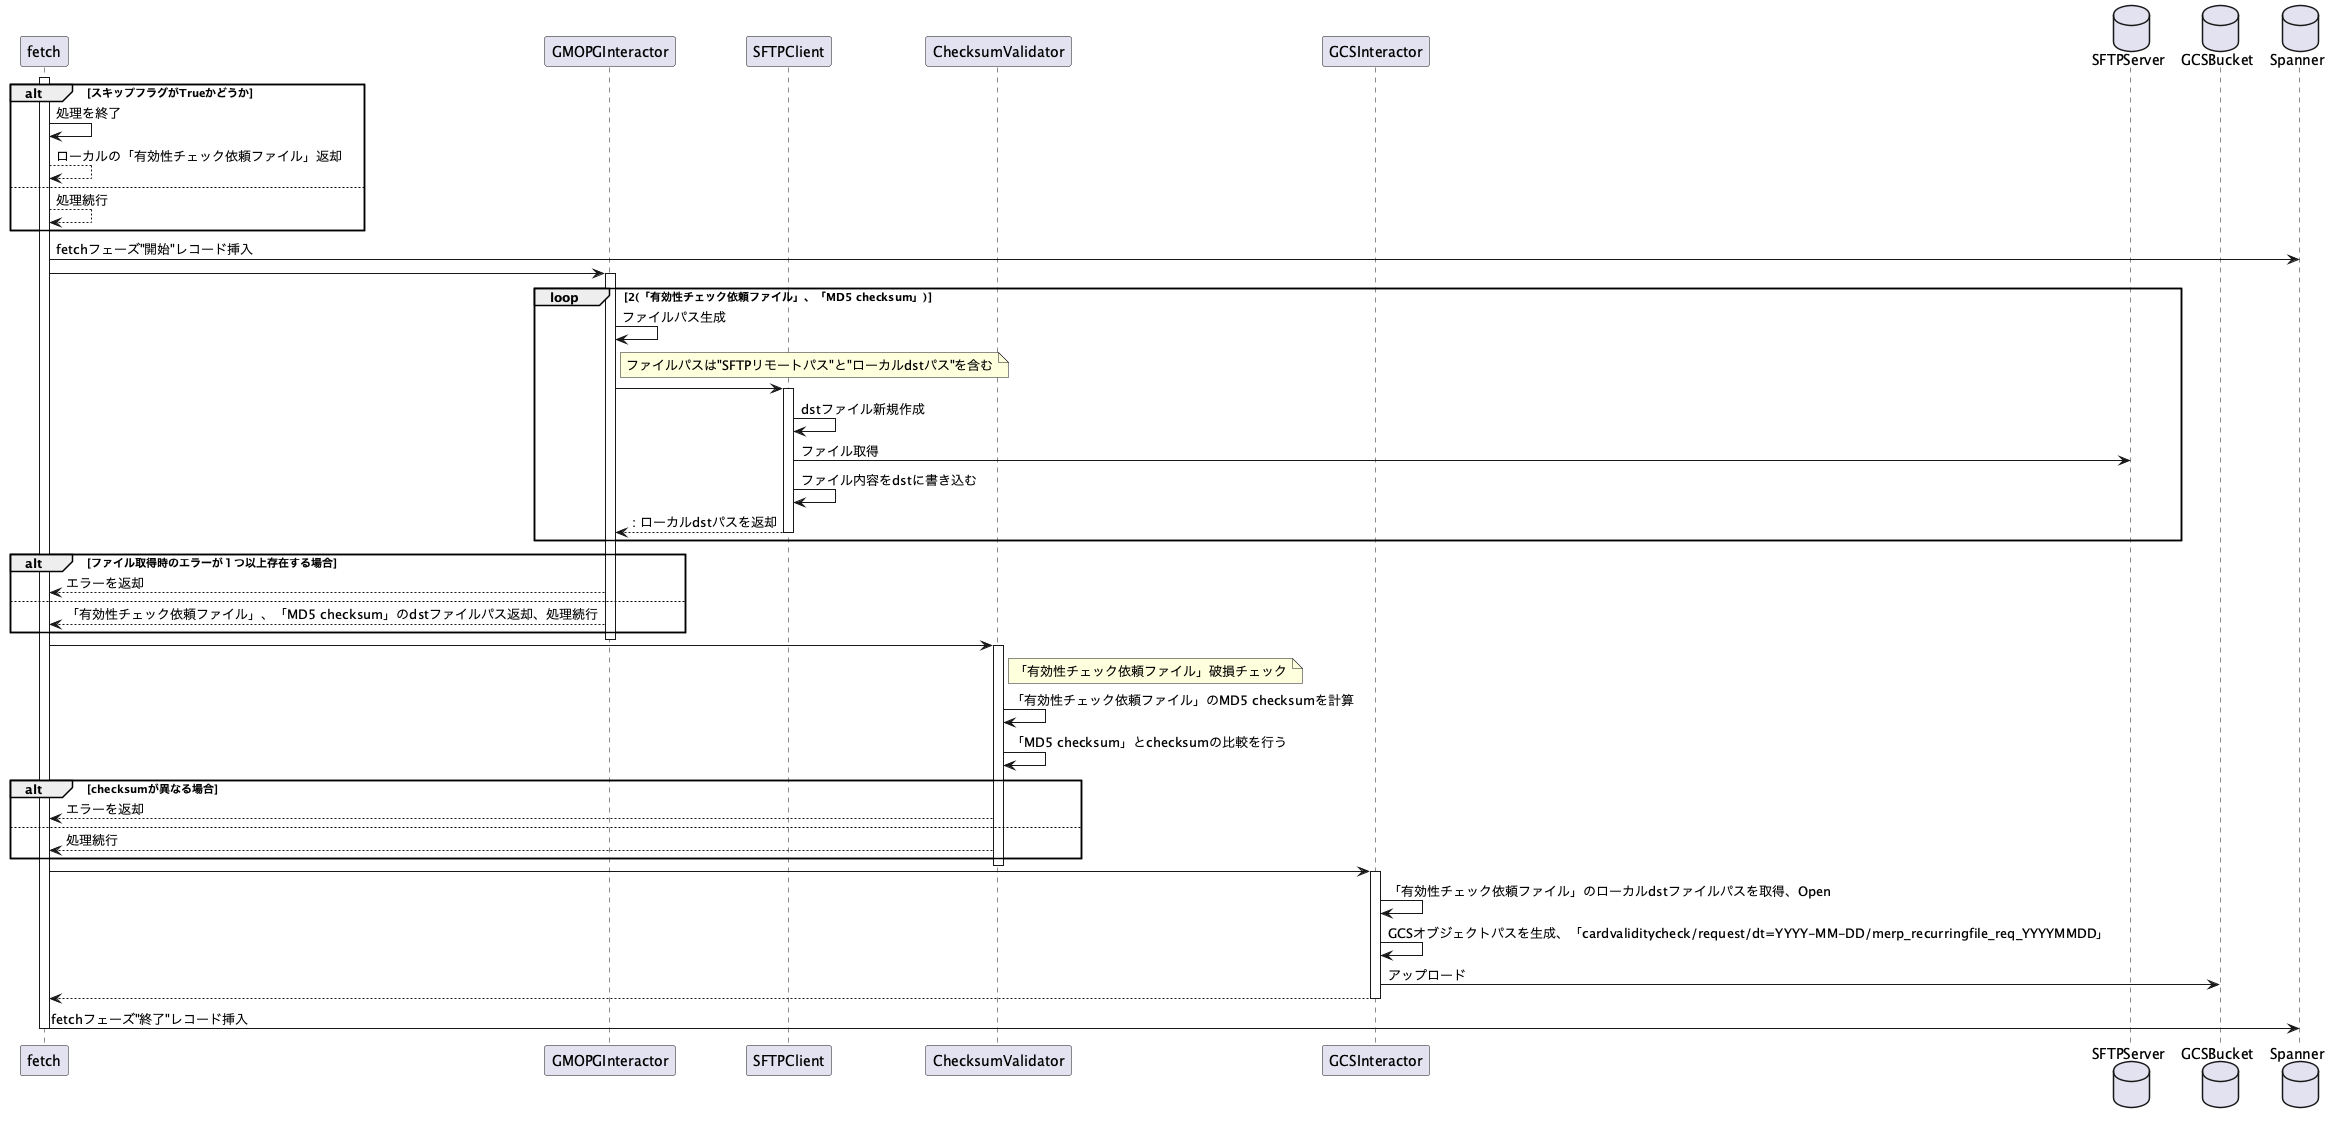 fetch
GMOPGInteractor
SFTPClient
ChecksumValidator
GCSInteractor
SFTPServer
GCSBucket
Spanner
alt
[スキップフラグがTrueかどうか]
処理を終了
ローカルの「有効性チェック依頼ファイル」返却
処理続行
fetchフェーズ"開始"レコード挿入
loop
[2(「有効性チェック依頼ファイル」、「MD5 checksum」)]
ファイルパス生成
ファイルパスは"SFTPリモートパス"と"ローカルdstパス"を含む
dstファイル新規作成
ファイル取得
ファイル内容をdstに書き込む
: ローカルdstパスを返却
alt
[ファイル取得時のエラーが１つ以上存在する場合]
エラーを返却
「有効性チェック依頼ファイル」、「MD5 checksum」のdstファイルパス返却、処理続行
「有効性チェック依頼ファイル」破損チェック
「有効性チェック依頼ファイル」のMD5 checksumを計算
「MD5 checksum」とchecksumの比較を行う
alt
[checksumが異なる場合]
エラーを返却
処理続行
「有効性チェック依頼ファイル」のローカルdstファイルパスを取得、Open
GCSオブジェクトパスを生成、「cardvaliditycheck/request/dt=YYYY-MM-DD/merp_recurringfile_req_YYYYMMDD」
アップロード
fetchフェーズ"終了"レコード挿入
fetch
GMOPGInteractor
SFTPClient
ChecksumValidator
GCSInteractor
SFTPServer
GCSBucket
Spanner